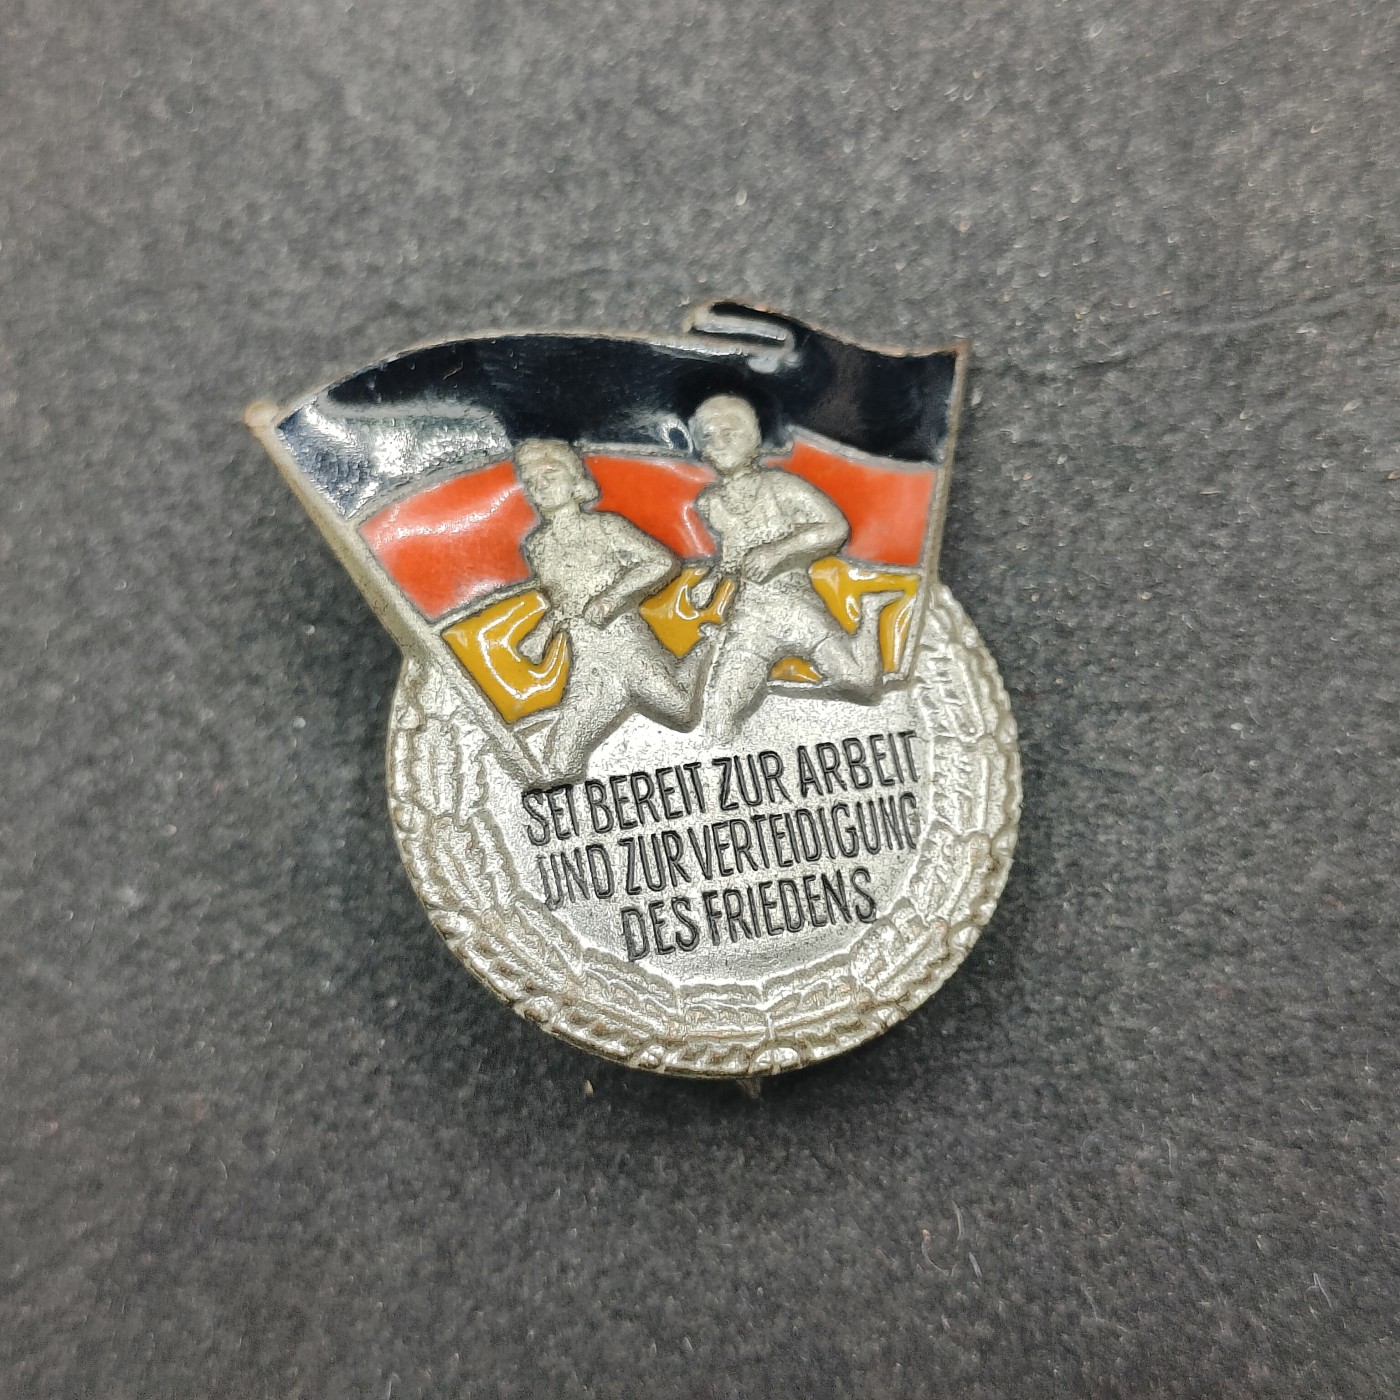 SEI BEREIT ZUR ARBEIT
UND ZUR VERTEIDIGUNG
DES FRIEDENS